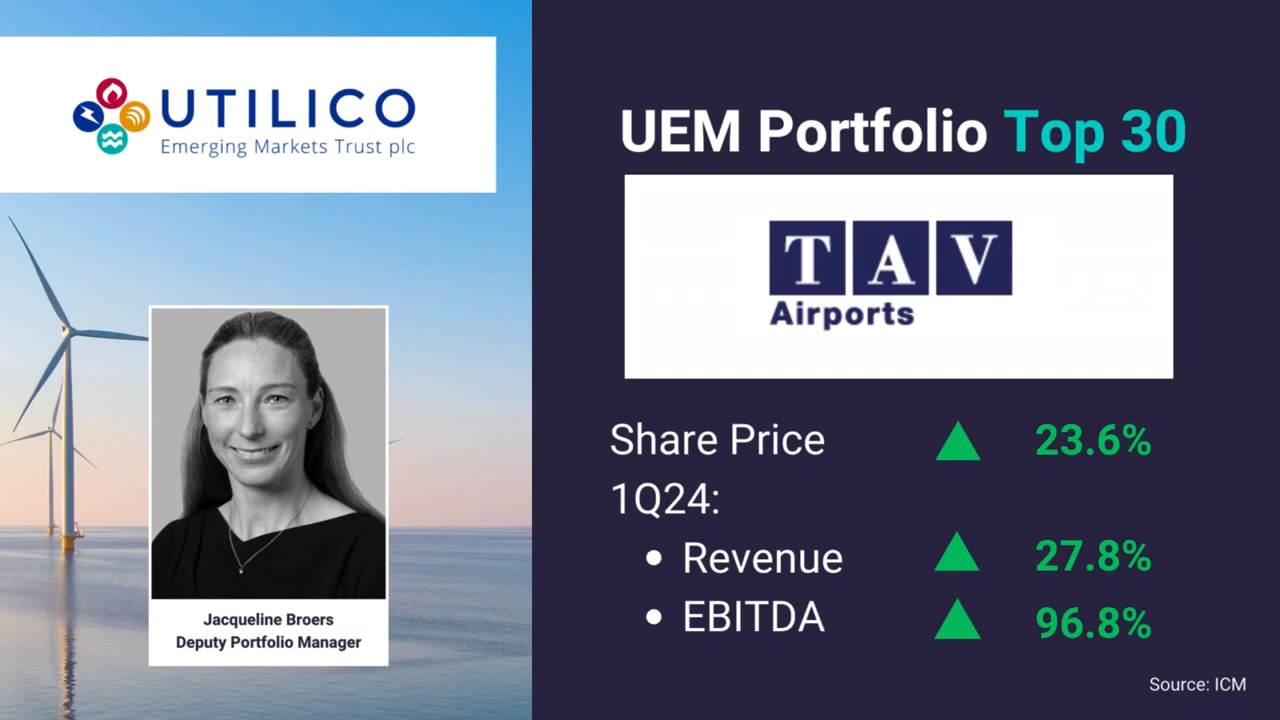 UTILICO
Emerging Markets Trust plc
Jacqueline Broers
Deputy Portfolio Manager
UEM Portfolio Top 30
TAV
Airports
Share Price 23.6%
1Q24:
• Revenue 27.8%
• EBITDA 96.8%
Source: ICM